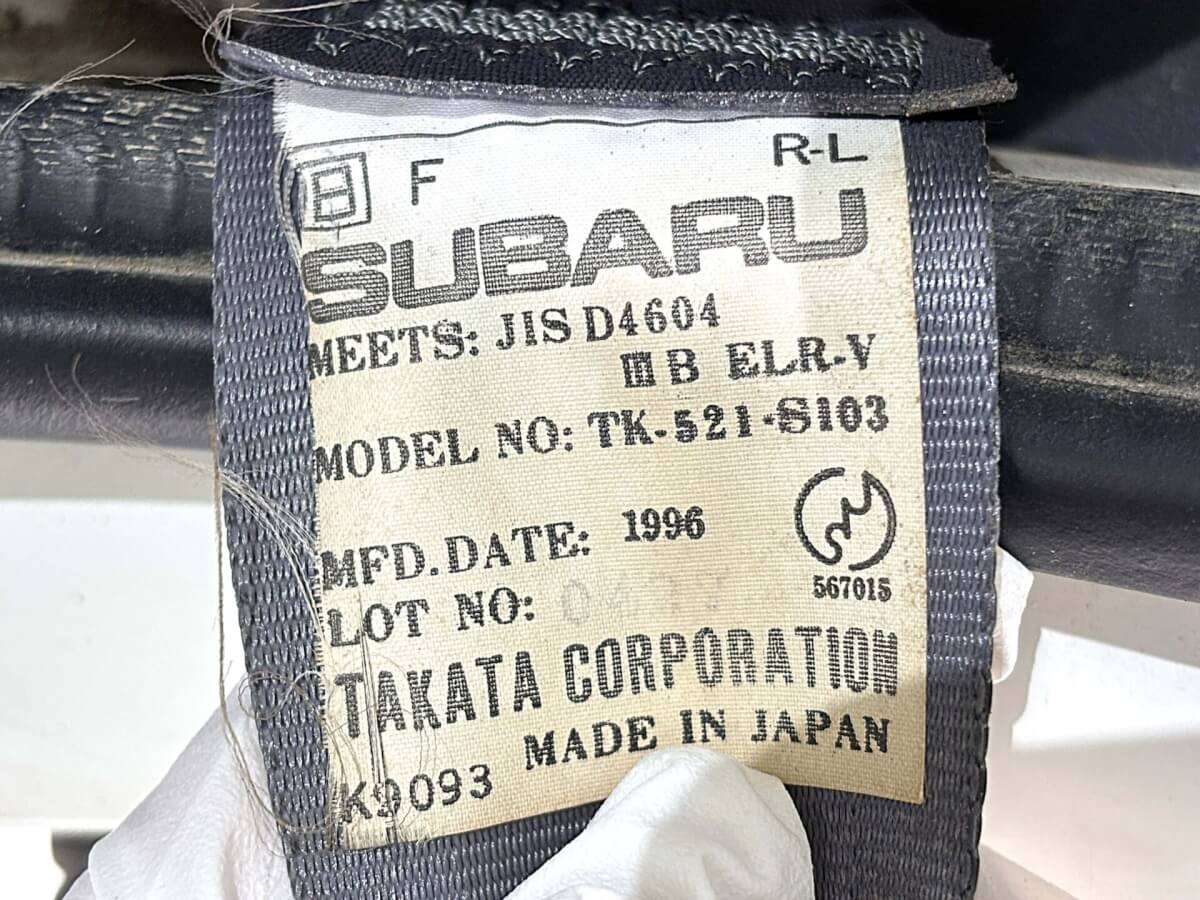 日 F R-L
SUBARU
MEETS: JIS D4604
ⅢB ELR-V
MODEL NO: TK-521-S103
MFD.DATE: 1996
567015
LOT NO:
TAKATA CORPORATION
MADE IN JAPAN
K9093